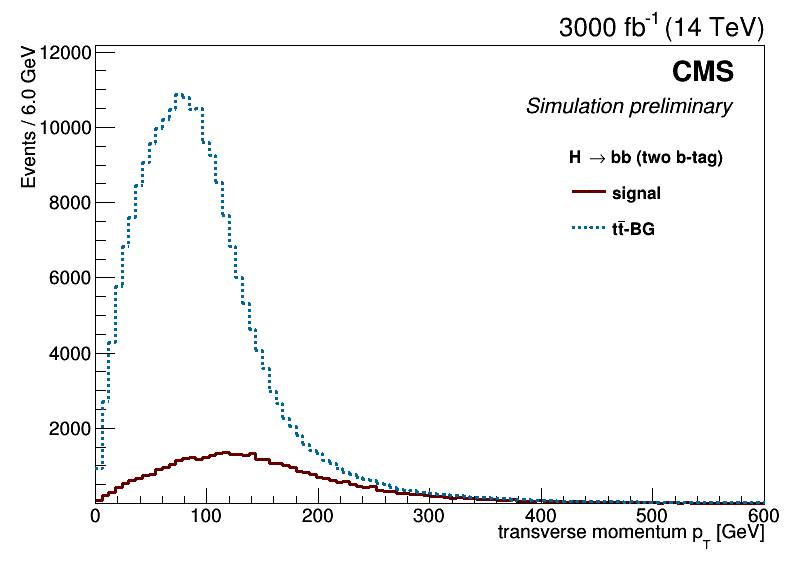 3000 fb⁻¹ (14 TeV)
CMS
Simulation preliminary
H → bb (two b-tag)
signal
tt̄-BG
Events / 6.0 GeV
12000
10000
8000
6000
4000
2000
0 100 200 300 400 500 600
transverse momentum p_T [GeV]